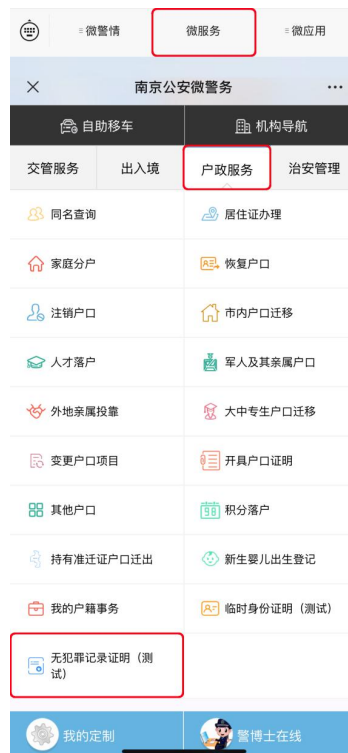 微警情
微服务
微应用
南京公安微警务
自助移车
机构导航
交管服务
出入境
户政服务
治安管理
同名查询
居住证办理
家庭分户
恢复户口
注销户口
市内户口迁移
人才落户
军人及其亲属户口
外地亲属投靠
大中专生户口迁移
变更户口项目
开具户口证明
其他户口
98
积分落户
持有准迁证户口迁出
新生婴儿出生登记
我的户籍事务
临时身份证明（测试）
无犯罪记录证明（测
试）
我的定制
警博士在线